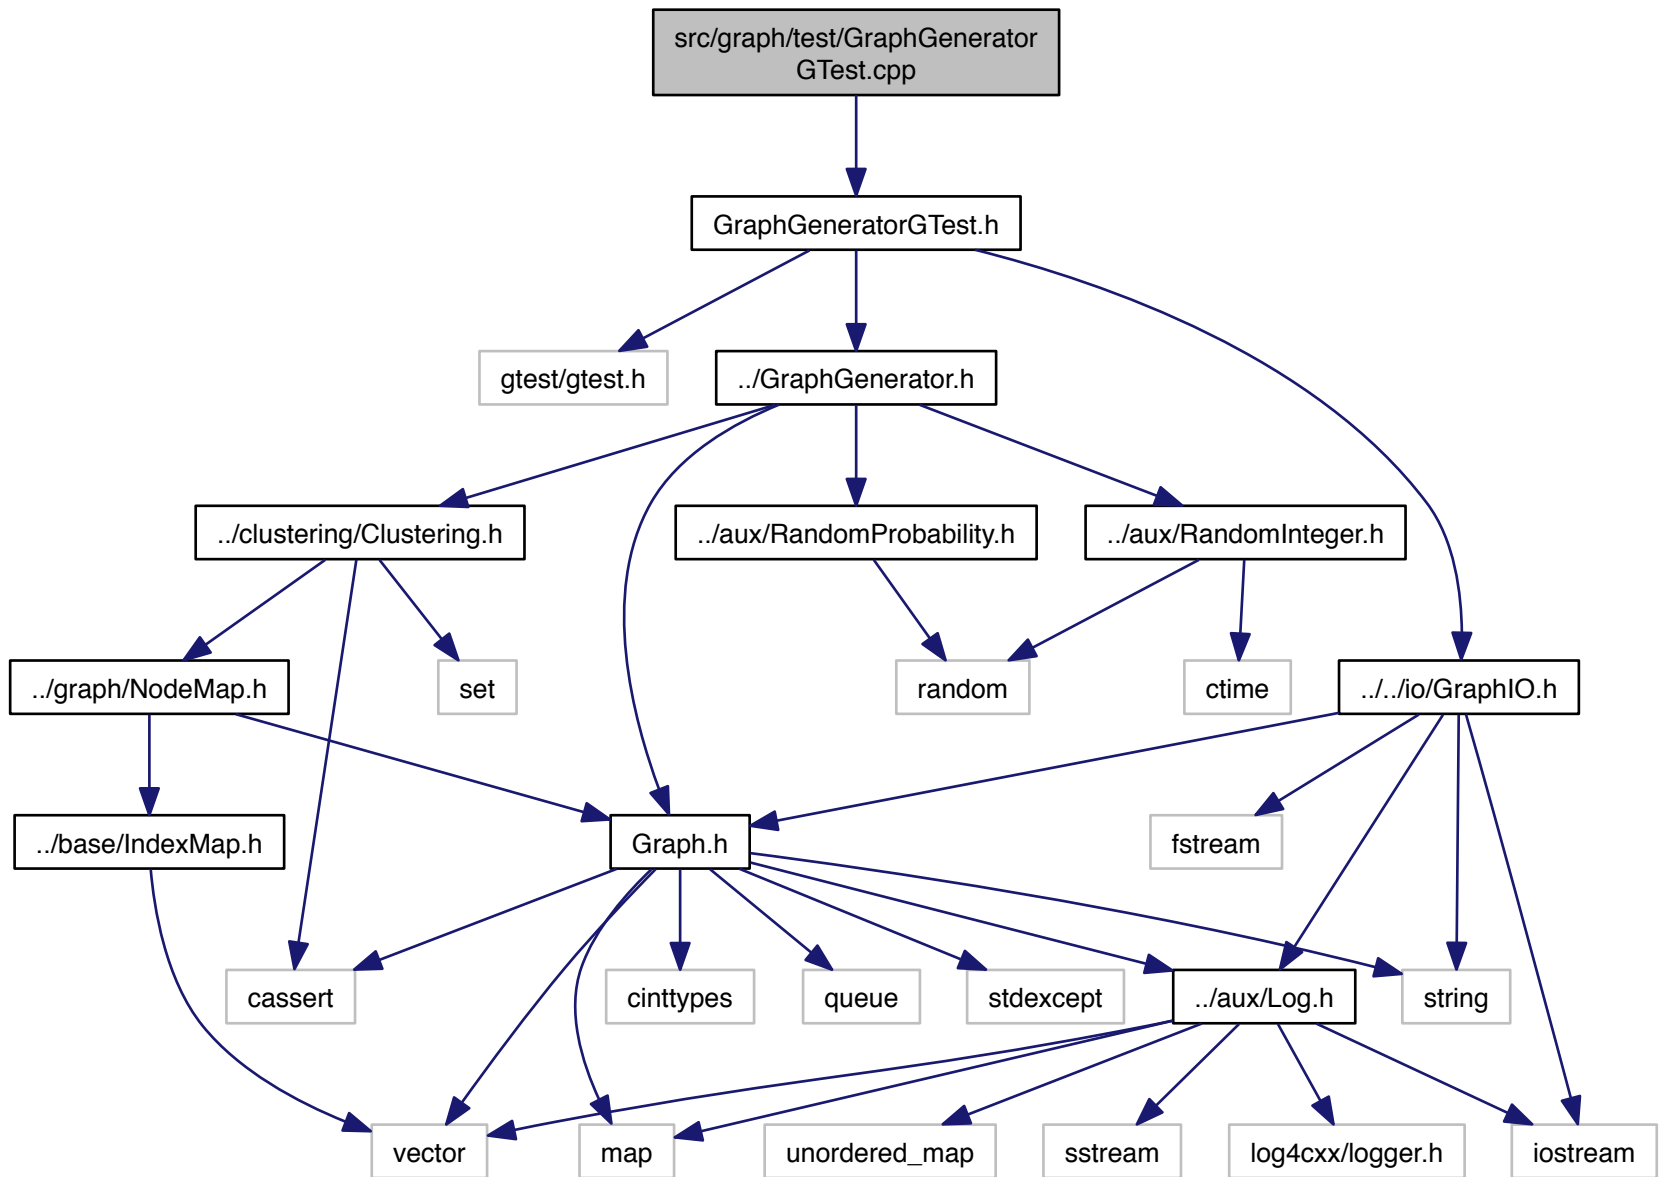 src/graph/test/GraphGenerator
GTest.cpp
GraphGeneratorGTest.h
gtest/gtest.h
../GraphGenerator.h
../clustering/Clustering.h
../aux/RandomProbability.h
../aux/RandomInteger.h
../graph/NodeMap.h
set
random
ctime
../../io/GraphIO.h
../base/IndexMap.h
Graph.h
fstream
cassert
cinttypes
queue
stdexcept
../aux/Log.h
string
vector
map
unordered_map
sstream
log4cxx/logger.h
iostream